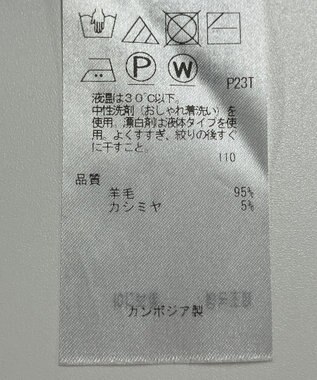 P
W
P23T
液温は30℃以下。
中性洗剤（おしゃれ着洗い）を
使用。漂白剤は液体タイプを使
用。よくすすぎ、絞りの後すぐ
に干すこと。
110
品質
羊毛 95%
カシミヤ 5%
カンボジア製